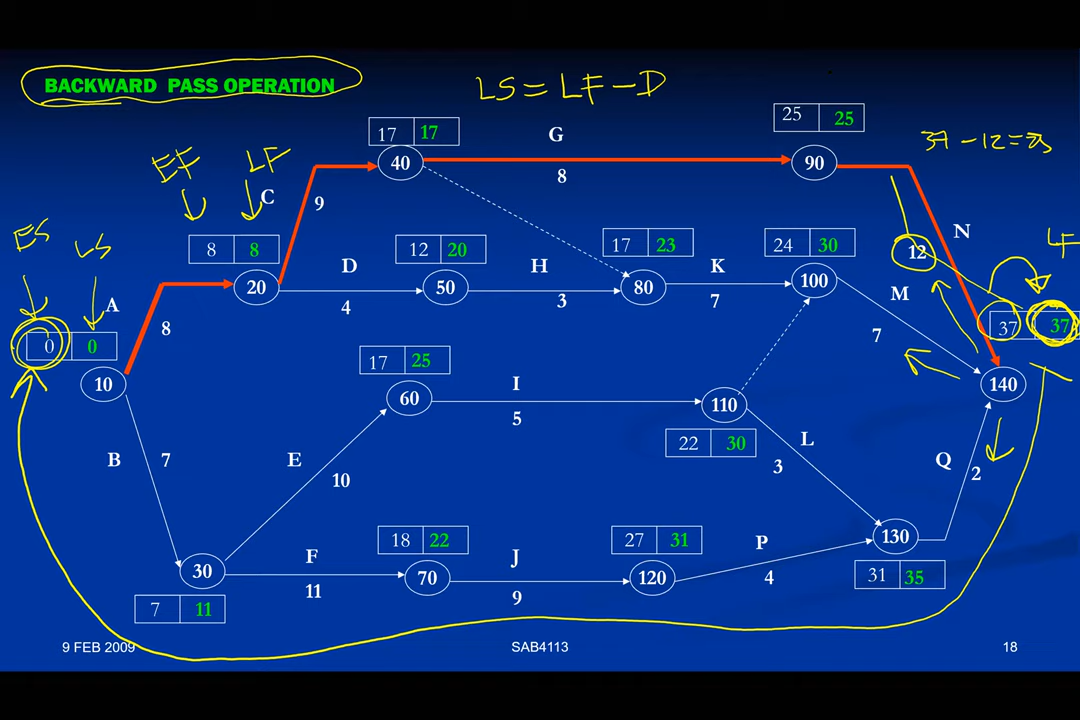 BACKWARD PASS OPERATION
LS = LF - D
17 17
G
25 25
40
8
90
37 - 12 = 25
EF LF
C
9
N
ES LS
8 8
12 20
17 23
24 30
12
LF
A
20
D
50
H
80
K
100
M
4
3
7
7
8
0 0
37 37
10
17 25
I
60
5
110
140
22 30
B
7
E
10
L
3
Q
2
18 22
27 31
130
30
F
70
J
120
P
31 35
11
9
4
7 11
9 FEB 2009
SAB4113
18